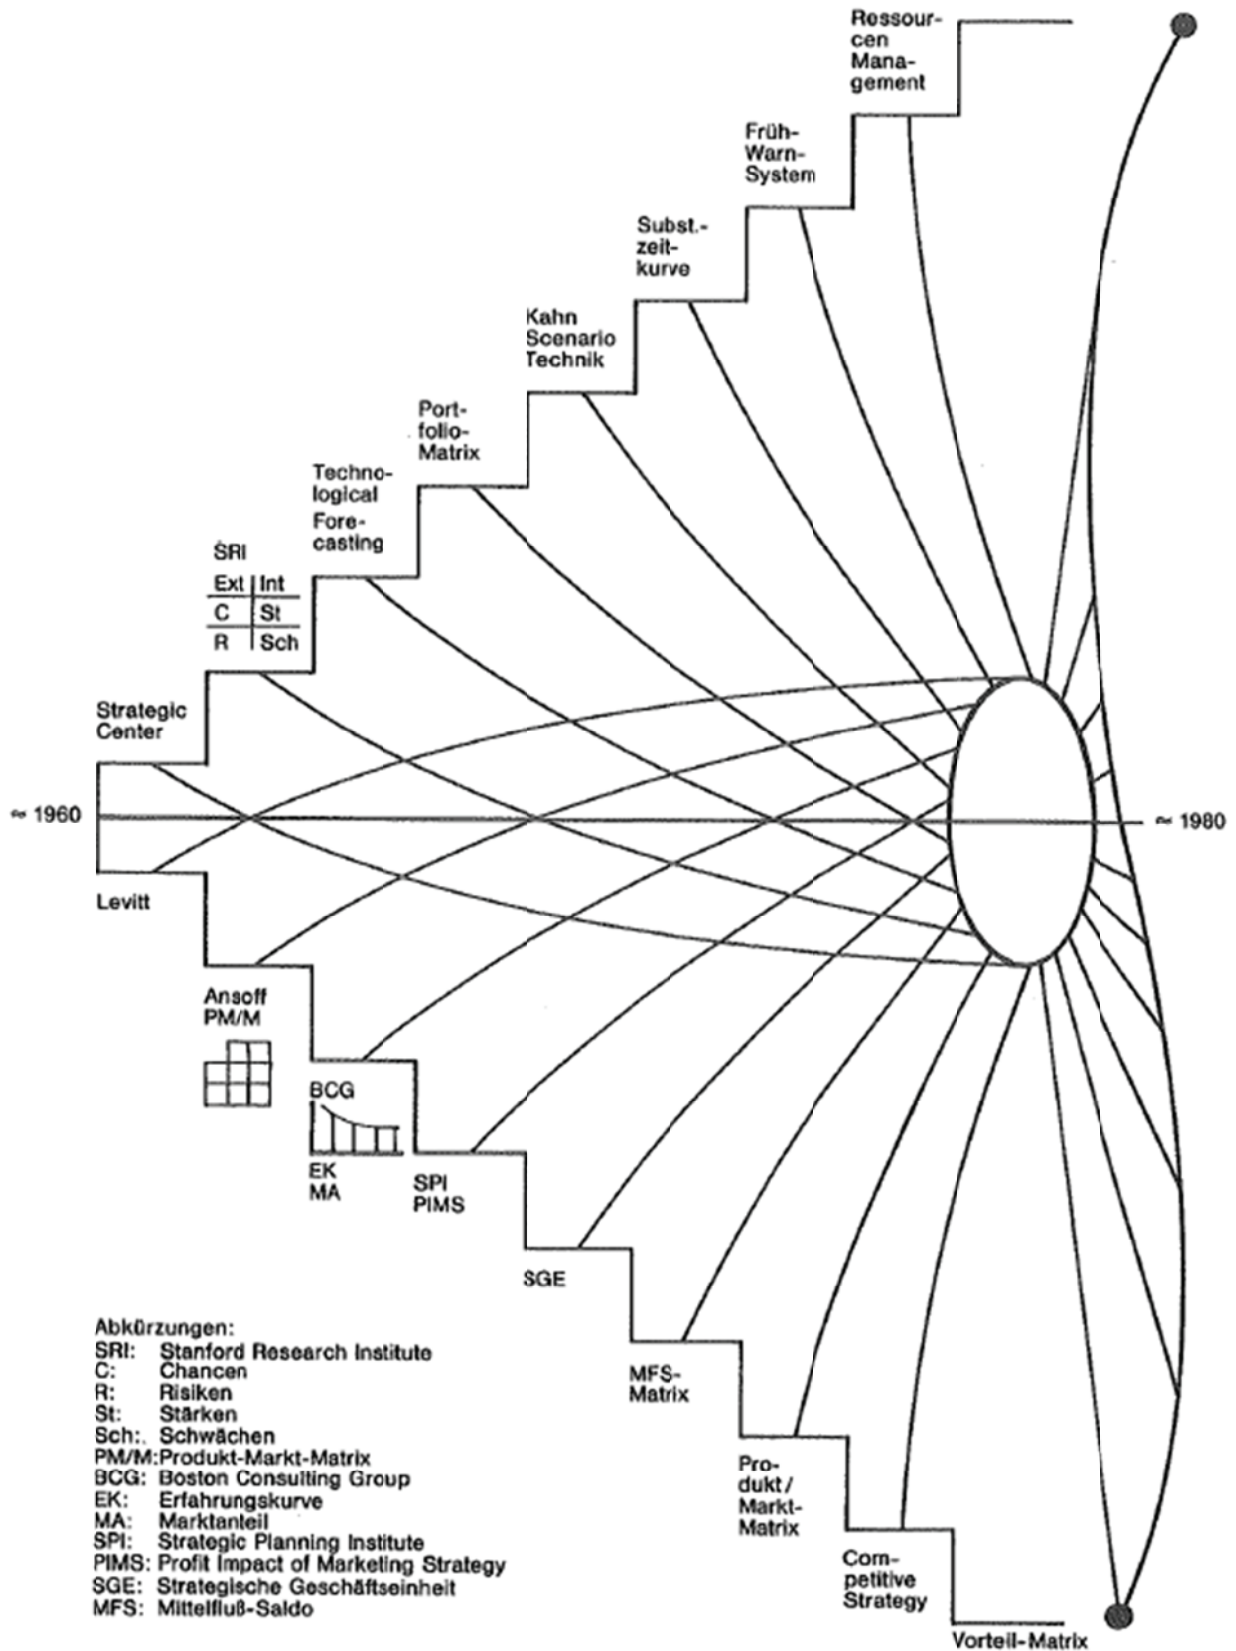 Ressour-
cen
Mana-
gement
Früh-
Warn-
System
Subst.-
zeit-
kurve
Kahn
Scenario
Technik
Port-
folio-
Matrix
Techno-
logical
Fore-
casting
SRI
Ext Int
C St
R Sch
Strategic
Center
≈ 1960
≈ 1980
Levitt
Ansoff
PM/M
BCG
EK
MA
SPI
PIMS
SGE
MFS-
Matrix
Pro-
dukt/
Markt-
Matrix
Com-
petitive
Strategy
Vorteil-Matrix
Abkürzungen:
SRI: Stanford Research Institute
C: Chancen
R: Risiken
St: Stärken
Sch:. Schwächen
PM/M:Produkt-Markt-Matrix
BCG: Boston Consulting Group
EK: Erfahrungskurve
MA: Marktanteil
SPI: Strategic Planning Institute
PIMS: Profit Impact of Marketing Strategy
SGE: Strategische Geschäftseinheit
MFS: Mittelfluß-Saldo